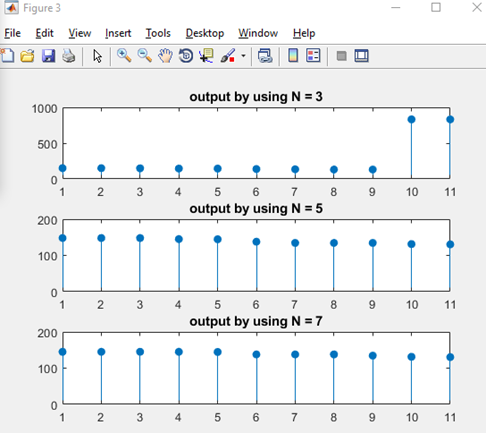 Figure 3
File Edit View Insert Tools Desktop Window Help
output by using N = 3
1000
500
0
1 2 3 4 5 6 7 8 9 10 11
output by using N = 5
200
100
0
1 2 3 4 5 6 7 8 9 10 11
output by using N = 7
200
100
0
1 2 3 4 5 6 7 8 9 10 11